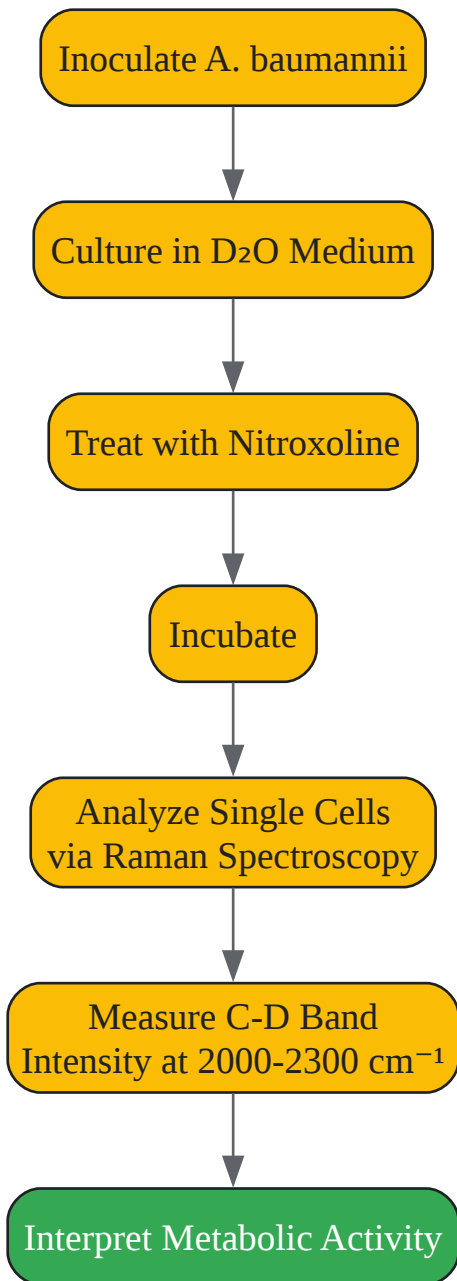 Inoculate A. baumannii
Culture in D₂O Medium
Treat with Nitroxoline
Incubate
Analyze Single Cells
via Raman Spectroscopy
Measure C-D Band
Intensity at 2000-2300 cm⁻¹
Interpret Metabolic Activity